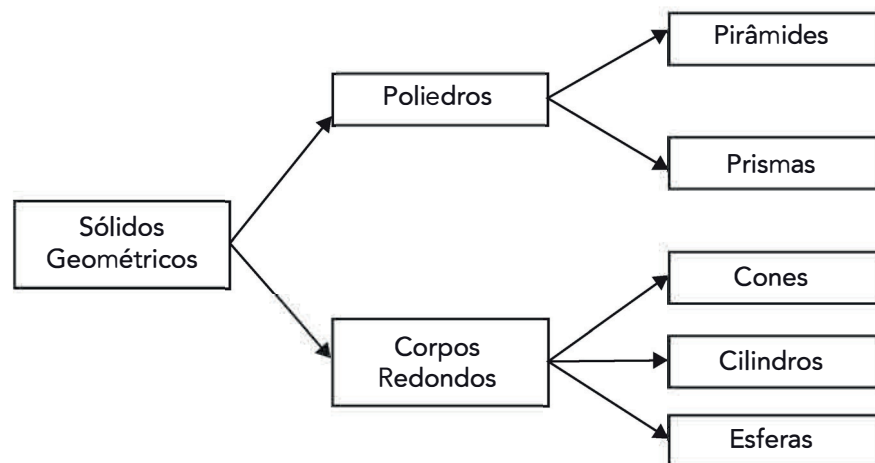 Pirâmides
Poliedros
Prismas
Sólidos
Geométricos
Cones
Corpos
Redondos
Cilindros
Esferas